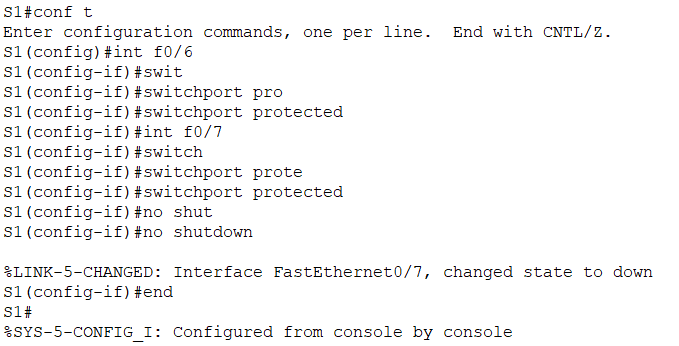 S1#conf t
Enter configuration commands, one per line.  End with CNTL/Z.
S1(config)#int f0/6
S1(config-if)#swit
S1(config-if)#switchport pro
S1(config-if)#switchport protected
S1(config-if)#int f0/7
S1(config-if)#switch
S1(config-if)#switchport prote
S1(config-if)#switchport protected
S1(config-if)#no shut
S1(config-if)#no shutdown
%LINK-5-CHANGED: Interface FastEthernet0/7, changed state to down
S1(config-if)#end
S1#
%SYS-5-CONFIG_I: Configured from console by console